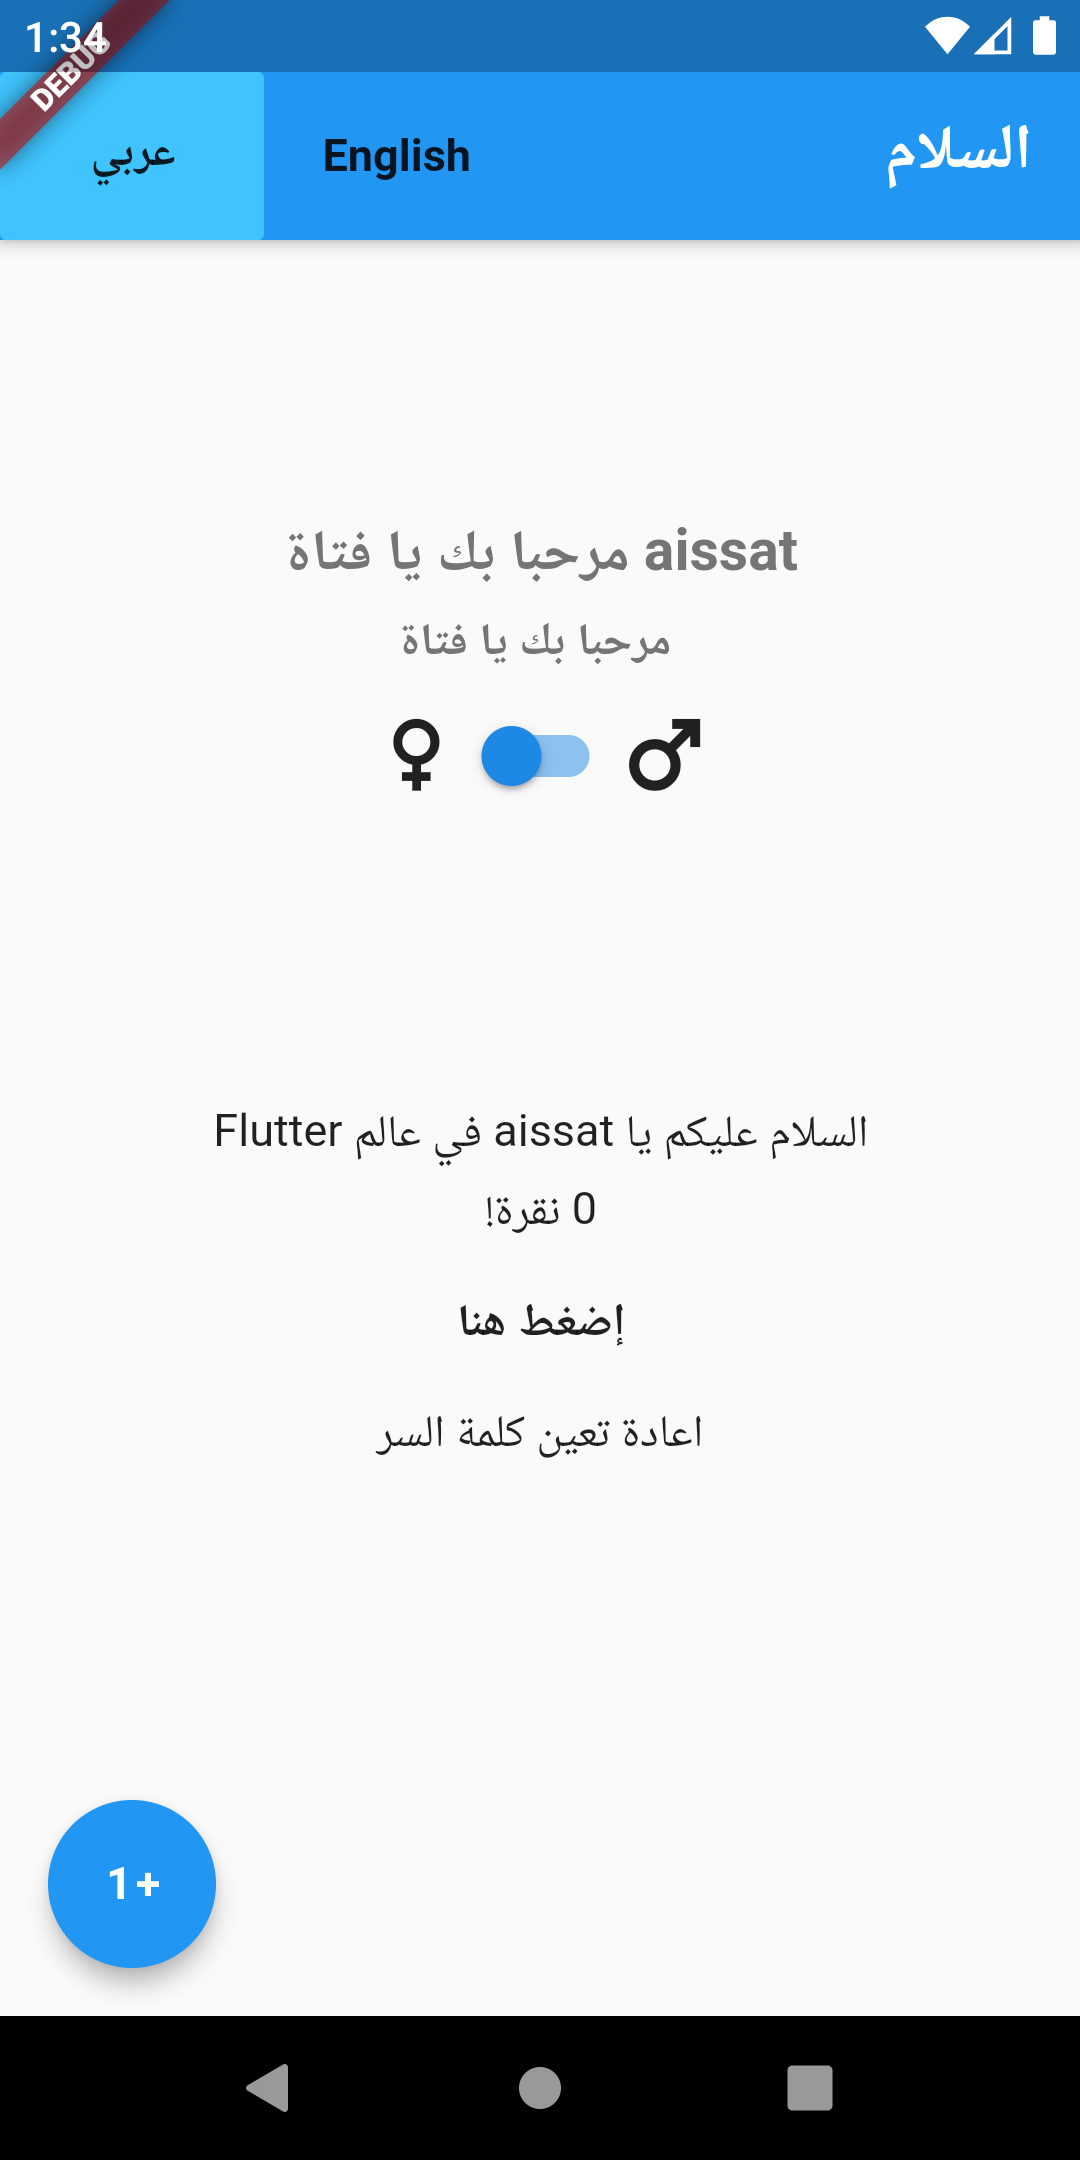 1:34
DEBUG
السلام
English
عربي
aissat مرحبا بك يا فتاة
مرحبا بك يا فتاة
السلام عليكم يا aissat في عالم Flutter
0 نقرة!
إضغط هنا
اعادة تعين كلمة السر
1+